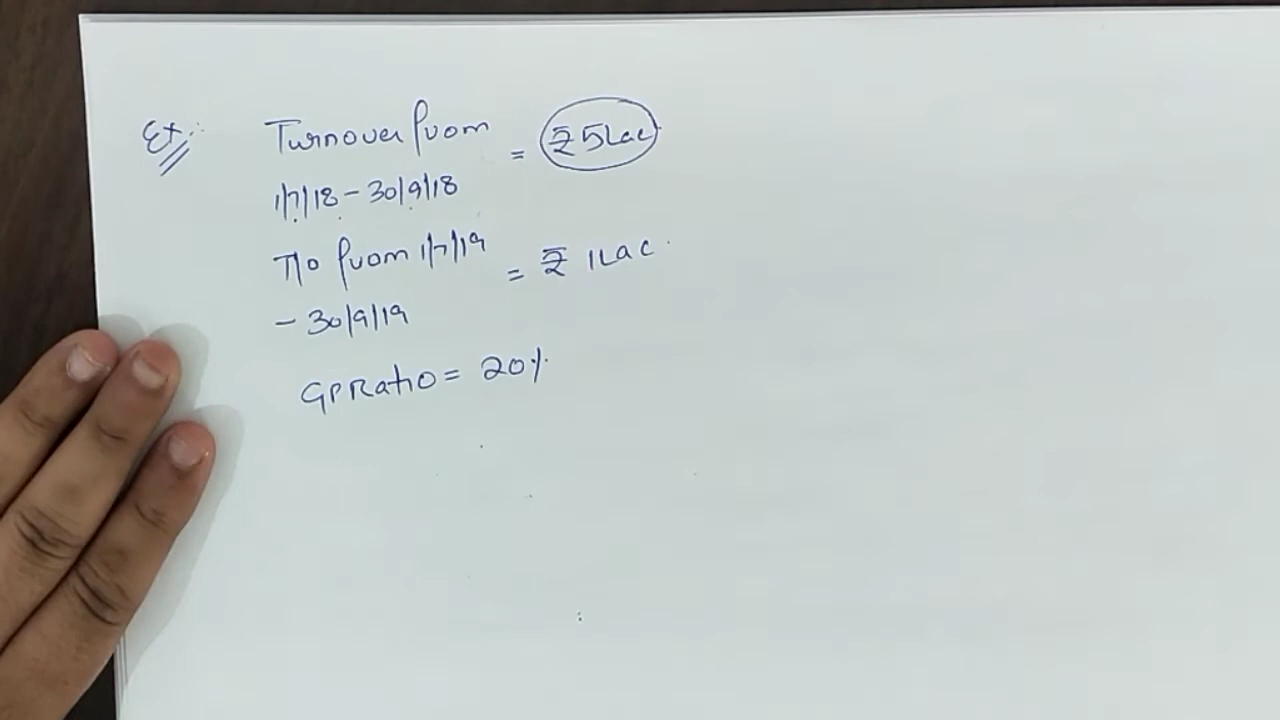 Ex:
Turnover from = ₹5Lac
1/7/18 - 30/9/18
T/o from 1/7/19 = ₹ 1Lac
- 30/9/19
GP Ratio = 20%